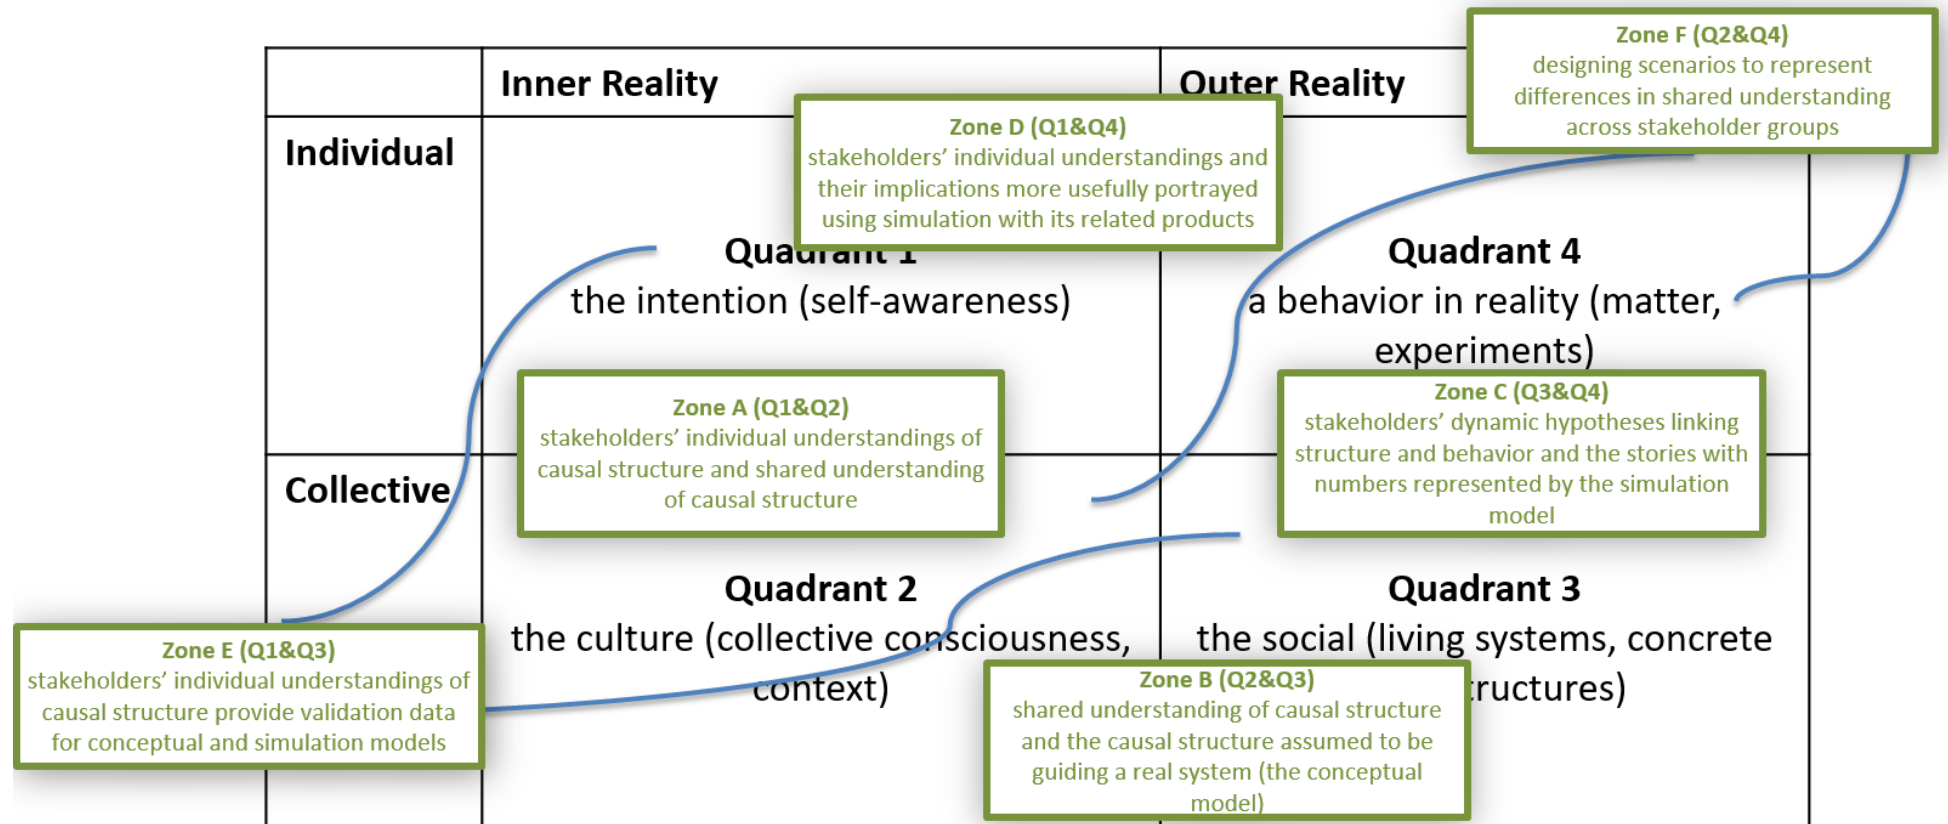 Inner Reality
Outer Reality
Zone F (Q2&Q4)
designing scenarios to represent
differences in shared understanding
across stakeholder groups
Individual
Zone D (Q1&Q4)
stakeholders’ individual understandings and
their implications more usefully portrayed
using simulation with its related products
Quadrant 1
the intention (self-awareness)
Quadrant 4
a behavior in reality (matter,
experiments)
Zone A (Q1&Q2)
stakeholders’ individual understandings of
causal structure and shared understanding
of causal structure
Zone C (Q3&Q4)
stakeholders’ dynamic hypotheses linking
structure and behavior and the stories with
numbers represented by the simulation
model
Collective
Quadrant 2
the culture (collective consciousness,
context)
Quadrant 3
the social (living systems, concrete
tructures)
Zone E (Q1&Q3)
stakeholders’ individual understandings of
causal structure provide validation data
for conceptual and simulation models
Zone B (Q2&Q3)
shared understanding of causal structure
and the causal structure assumed to be
guiding a real system (the conceptual
model)